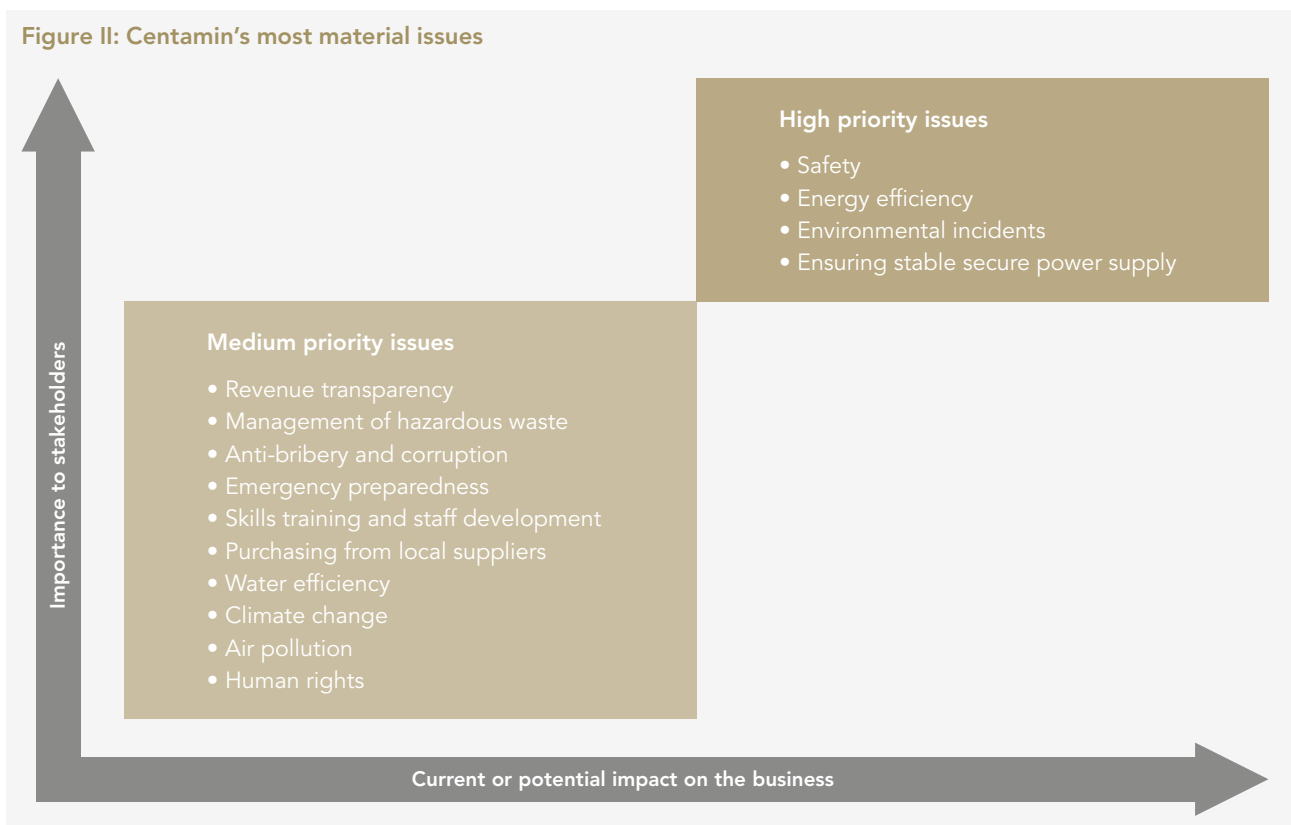 Figure II: Centamin’s most material issues
High priority issues
• Safety
• Energy efficiency
• Environmental incidents
• Ensuring stable secure power supply
Medium priority issues
• Revenue transparency
• Management of hazardous waste
• Anti-bribery and corruption
• Emergency preparedness
• Skills training and staff development
• Purchasing from local suppliers
• Water efficiency
• Climate change
• Air pollution
• Human rights
Importance to stakeholders
Current or potential impact on the business